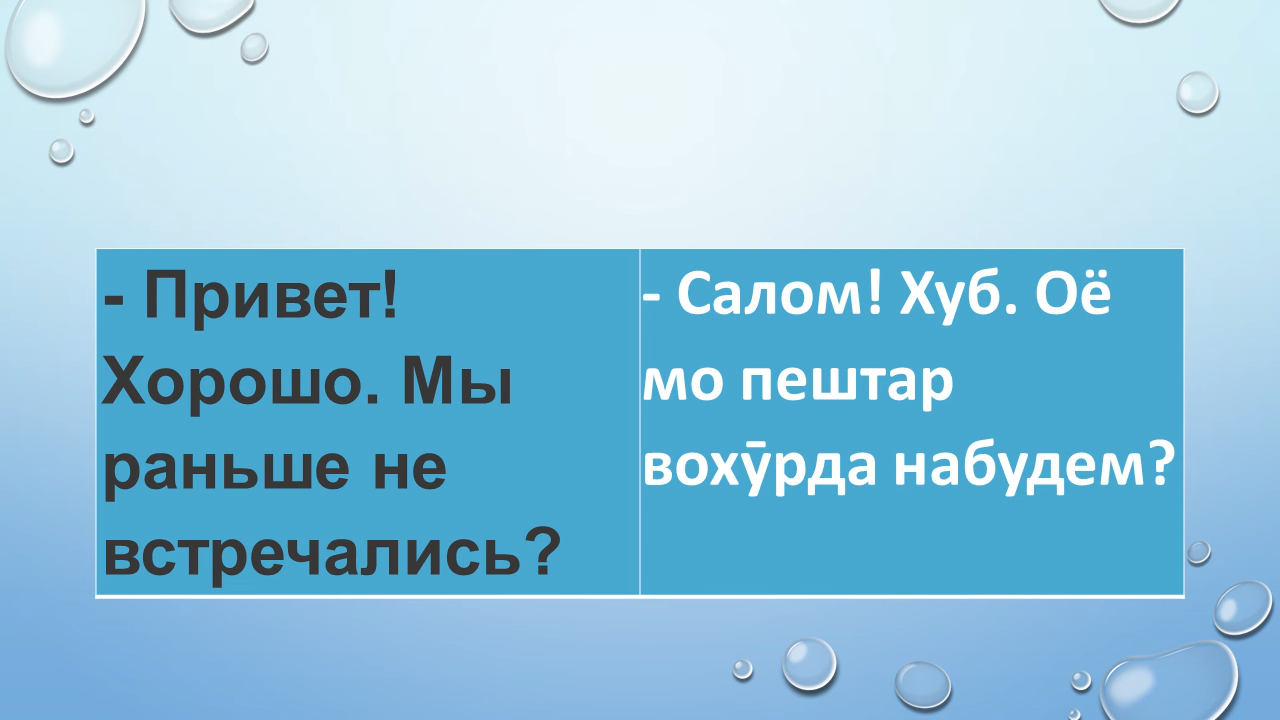 - Привет!
Хорошо. Мы
раньше не
встречались?
- Салом! Хуб. Оё
мо пештар
вохӯрда набудем?